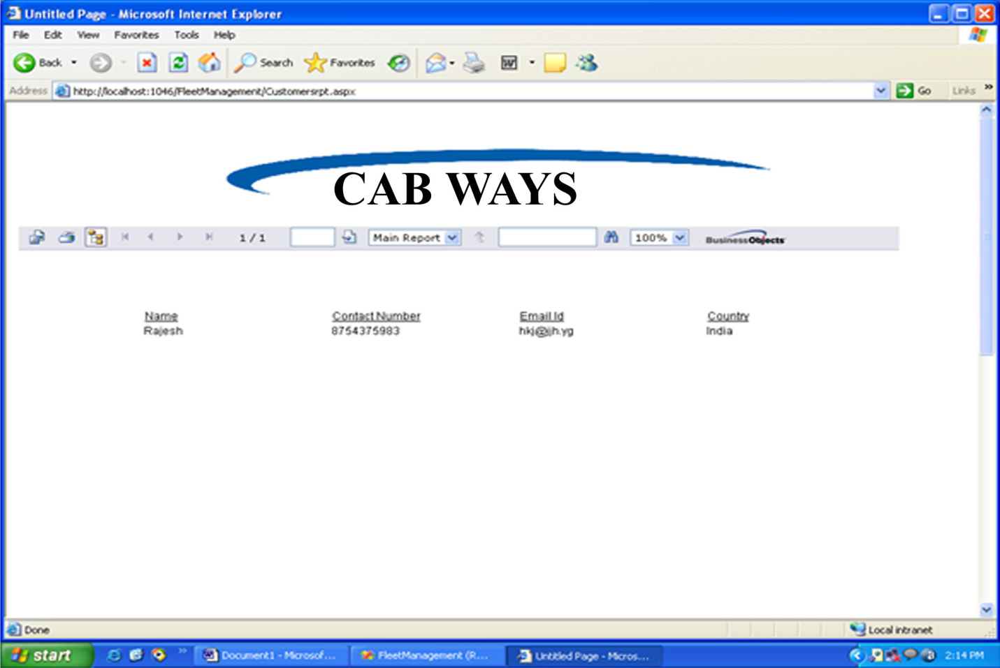 Untitled Page - Microsoft Internet Explorer
File Edit View Favorites Tools Help
Back Search Favorites W
Address http://localhost:1046/FleetManagement/Customersrpt.aspx Go Links »
CAB WAYS
1 / 1 Main Report 100% BusinessObjects
Name Contact Number Email Id Country
Rajesh 8754375983 hkj@jjh.yg India
Done Local intranet
start » Document1 - Microsof... FleetManagement (R.... Untitled Page - Micros... 2:14 PM